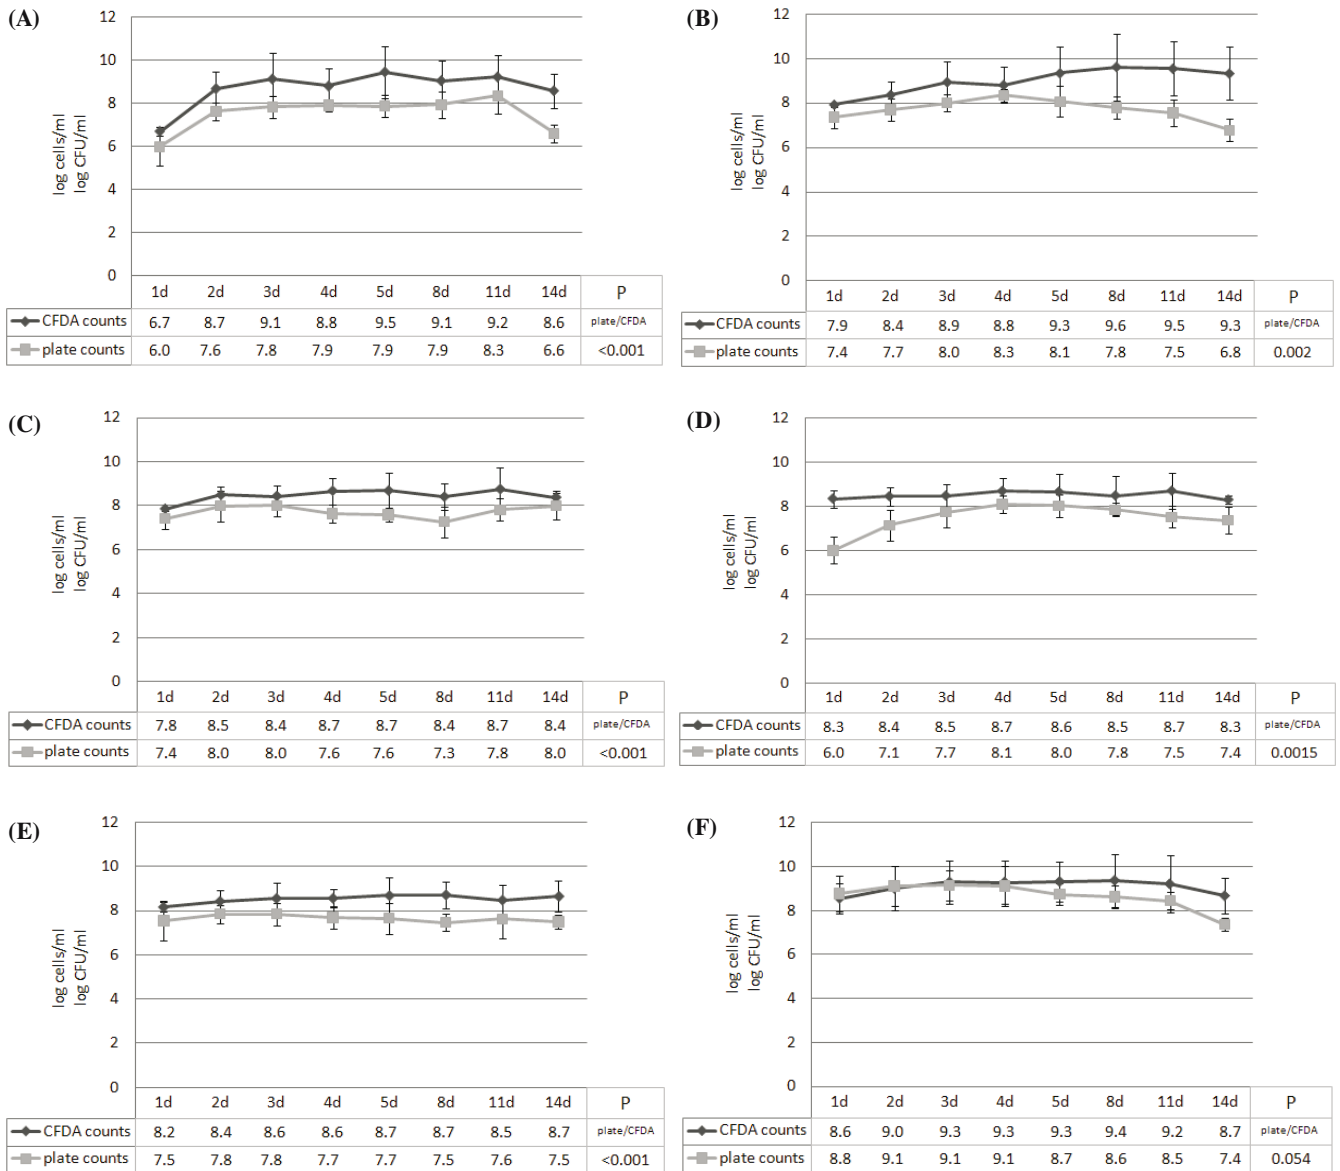 (A)
12
10
8
6
4
2
0
log cells/ml
log CFU/ml
1d 2d 3d 4d 5d 8d 11d 14d P
CFDA counts 6.7 8.7 9.1 8.8 9.5 9.1 9.2 8.6 plate/CFDA
plate counts 6.0 7.6 7.8 7.9 7.9 7.9 8.3 6.6 <0.001
(B)
12
10
8
6
4
2
0
log cells/ml
log CFU/ml
1d 2d 3d 4d 5d 8d 11d 14d P
CFDA counts 7.9 8.4 8.9 8.8 9.3 9.6 9.5 9.3 plate/CFDA
plate counts 7.4 7.7 8.0 8.3 8.1 7.8 7.5 6.8 0.002
(C)
12
10
8
6
4
2
0
log cells/ml
log CFU/ml
1d 2d 3d 4d 5d 8d 11d 14d P
CFDA counts 7.8 8.5 8.4 8.7 8.7 8.4 8.7 8.4 plate/CFDA
plate counts 7.4 8.0 8.0 7.6 7.6 7.3 7.8 8.0 <0.001
(D)
12
10
8
6
4
2
0
log cells/ml
log CFU/ml
1d 2d 3d 4d 5d 8d 11d 14d P
CFDA counts 8.3 8.4 8.5 8.7 8.6 8.5 8.7 8.3 plate/CFDA
plate counts 6.0 7.1 7.7 8.1 8.0 7.8 7.5 7.4 0.0015
(E)
12
10
8
6
4
2
0
log cells/ml
log CFU/ml
1d 2d 3d 4d 5d 8d 11d 14d P
CFDA counts 8.2 8.4 8.6 8.6 8.7 8.7 8.5 8.7 plate/CFDA
plate counts 7.5 7.8 7.8 7.7 7.7 7.5 7.6 7.5 <0.001
(F)
12
10
8
6
4
2
0
log cells/ml
log CFU/ml
1d 2d 3d 4d 5d 8d 11d 14d P
CFDA counts 8.6 9.0 9.3 9.3 9.3 9.4 9.2 8.7 plate/CFDA
plate counts 8.8 9.1 9.1 9.1 8.7 8.6 8.5 7.4 0.054